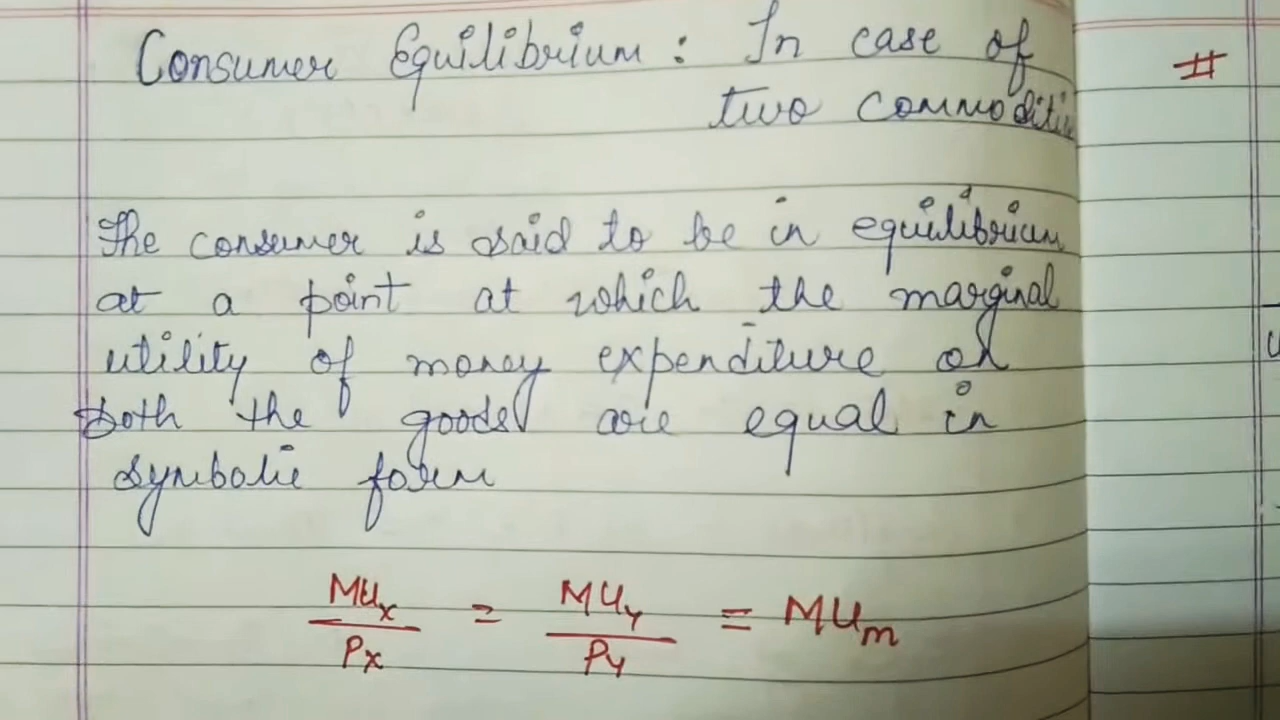 Consumer Equilibrium : In case of
two commoditi
#
The consumer is said to be in equilibrium
at a point at which the marginal
utility of money expenditure on
both the goods are equal in
symbolic form
MUx / Px = MUy / Py = MUm